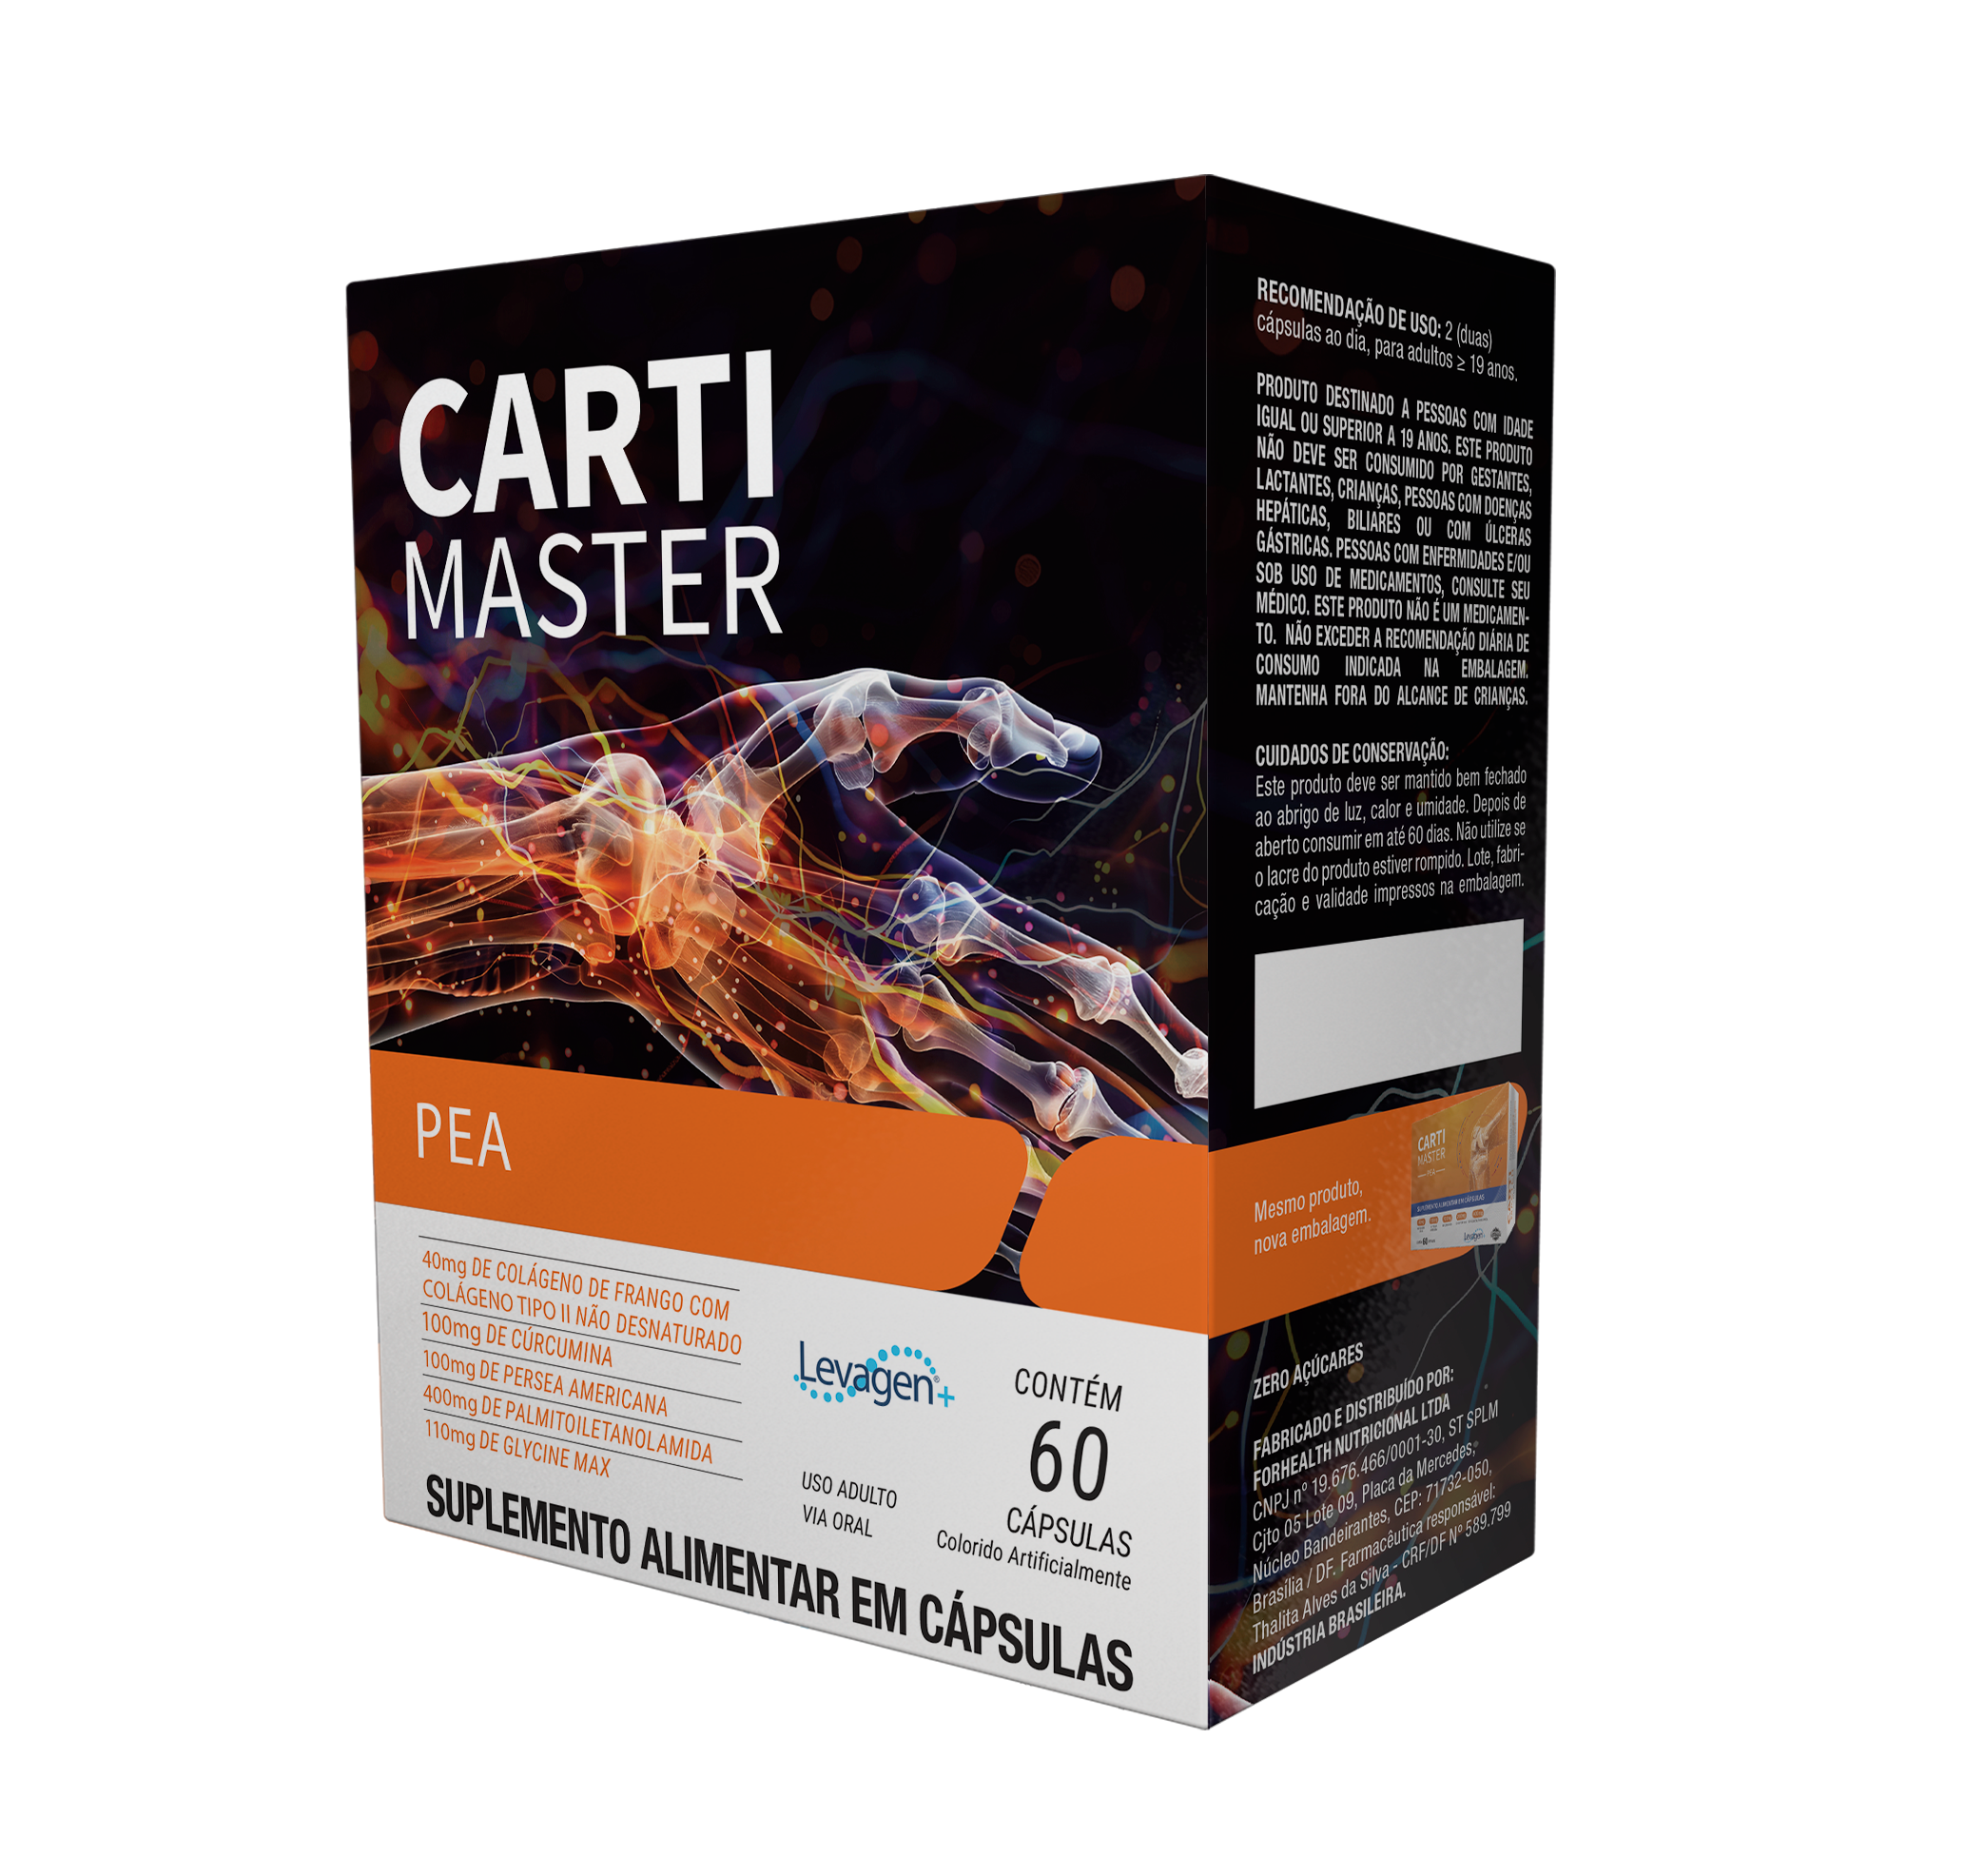 CARTI
MASTER
PEA
40mg DE COLÁGENO DE FRANGO COM
COLÁGENO TIPO II NÃO DESNATURADO
100mg DE CÚRCUMINA
100mg DE PERSEA AMERICANA
400mg DE PALMITOILETANOLAMIDA
110mg DE GLYCINE MAX
Levagen®+
USO ADULTO
VIA ORAL
CONTÉM
60
CÁPSULAS
Colorido Artificialmente
SUPLEMENTO ALIMENTAR EM CÁPSULAS
RECOMENDAÇÃO DE USO: 2 (duas)
cápsulas ao dia, para adultos ≥ 19 anos.
PRODUTO DESTINADO A PESSOAS COM IDADE
IGUAL OU SUPERIOR A 19 ANOS. ESTE PRODUTO
NÃO DEVE SER CONSUMIDO POR GESTANTES,
LACTANTES, CRIANÇAS, PESSOAS COM DOENÇAS
HEPÁTICAS, BILIARES OU COM ÚLCERAS
GÁSTRICAS. PESSOAS COM ENFERMIDADES E/OU
SOB USO DE MEDICAMENTOS, CONSULTE SEU
MÉDICO. ESTE PRODUTO NÃO É UM MEDICAMEN-
TO. NÃO EXCEDER A RECOMENDAÇÃO DIÁRIA DE
CONSUMO INDICADA NA EMBALAGEM.
MANTENHA FORA DO ALCANCE DE CRIANÇAS.
CUIDADOS DE CONSERVAÇÃO:
Este produto deve ser mantido bem fechado
ao abrigo de luz, calor e umidade. Depois de
aberto consumir em até 60 dias. Não utilize se
o lacre do produto estiver rompido. Lote, fabri-
cação e validade impressos na embalagem.
Mesmo produto,
nova embalagem.
CARTI
MASTER
PEA
SUPLEMENTO ALIMENTAR EM CÁPSULAS
Levagen+
ZERO AÇÚCARES
FABRICADO E DISTRIBUÍDO POR:
FORHEALTH NUTRICIONAL LTDA
CNPJ nº 19.676.466/0001-30, ST SPLM
Cjto 05 Lote 09, Placa da Mercedes,
Núcleo Bandeirantes, CEP: 71732-050,
Brasília / DF. Farmacêutica responsável:
Thalita Alves da Silva - CRF/DF Nº 589.799
INDÚSTRIA BRASILEIRA.